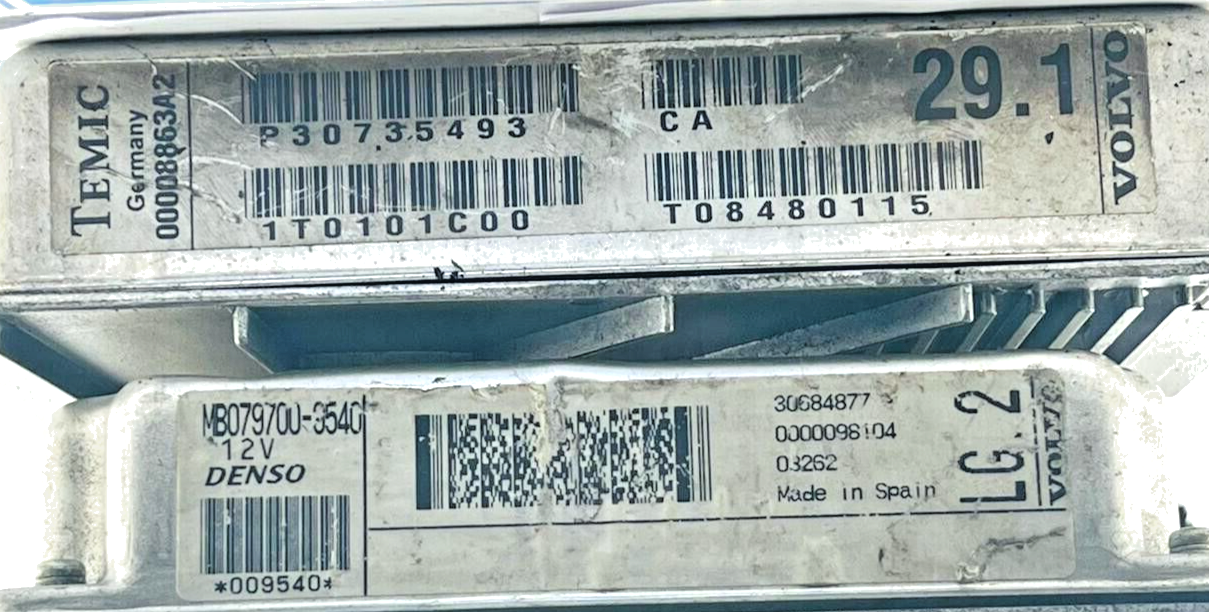 TEMIC
Germany
00008863A2
P30735493
CA
29.1
VOLVO
1T0101C00
T08480115
MB079700-9540
12V
DENSO
*009540*
30684877
0000096104
03262
Made in Spain
LG.2
VOLVO